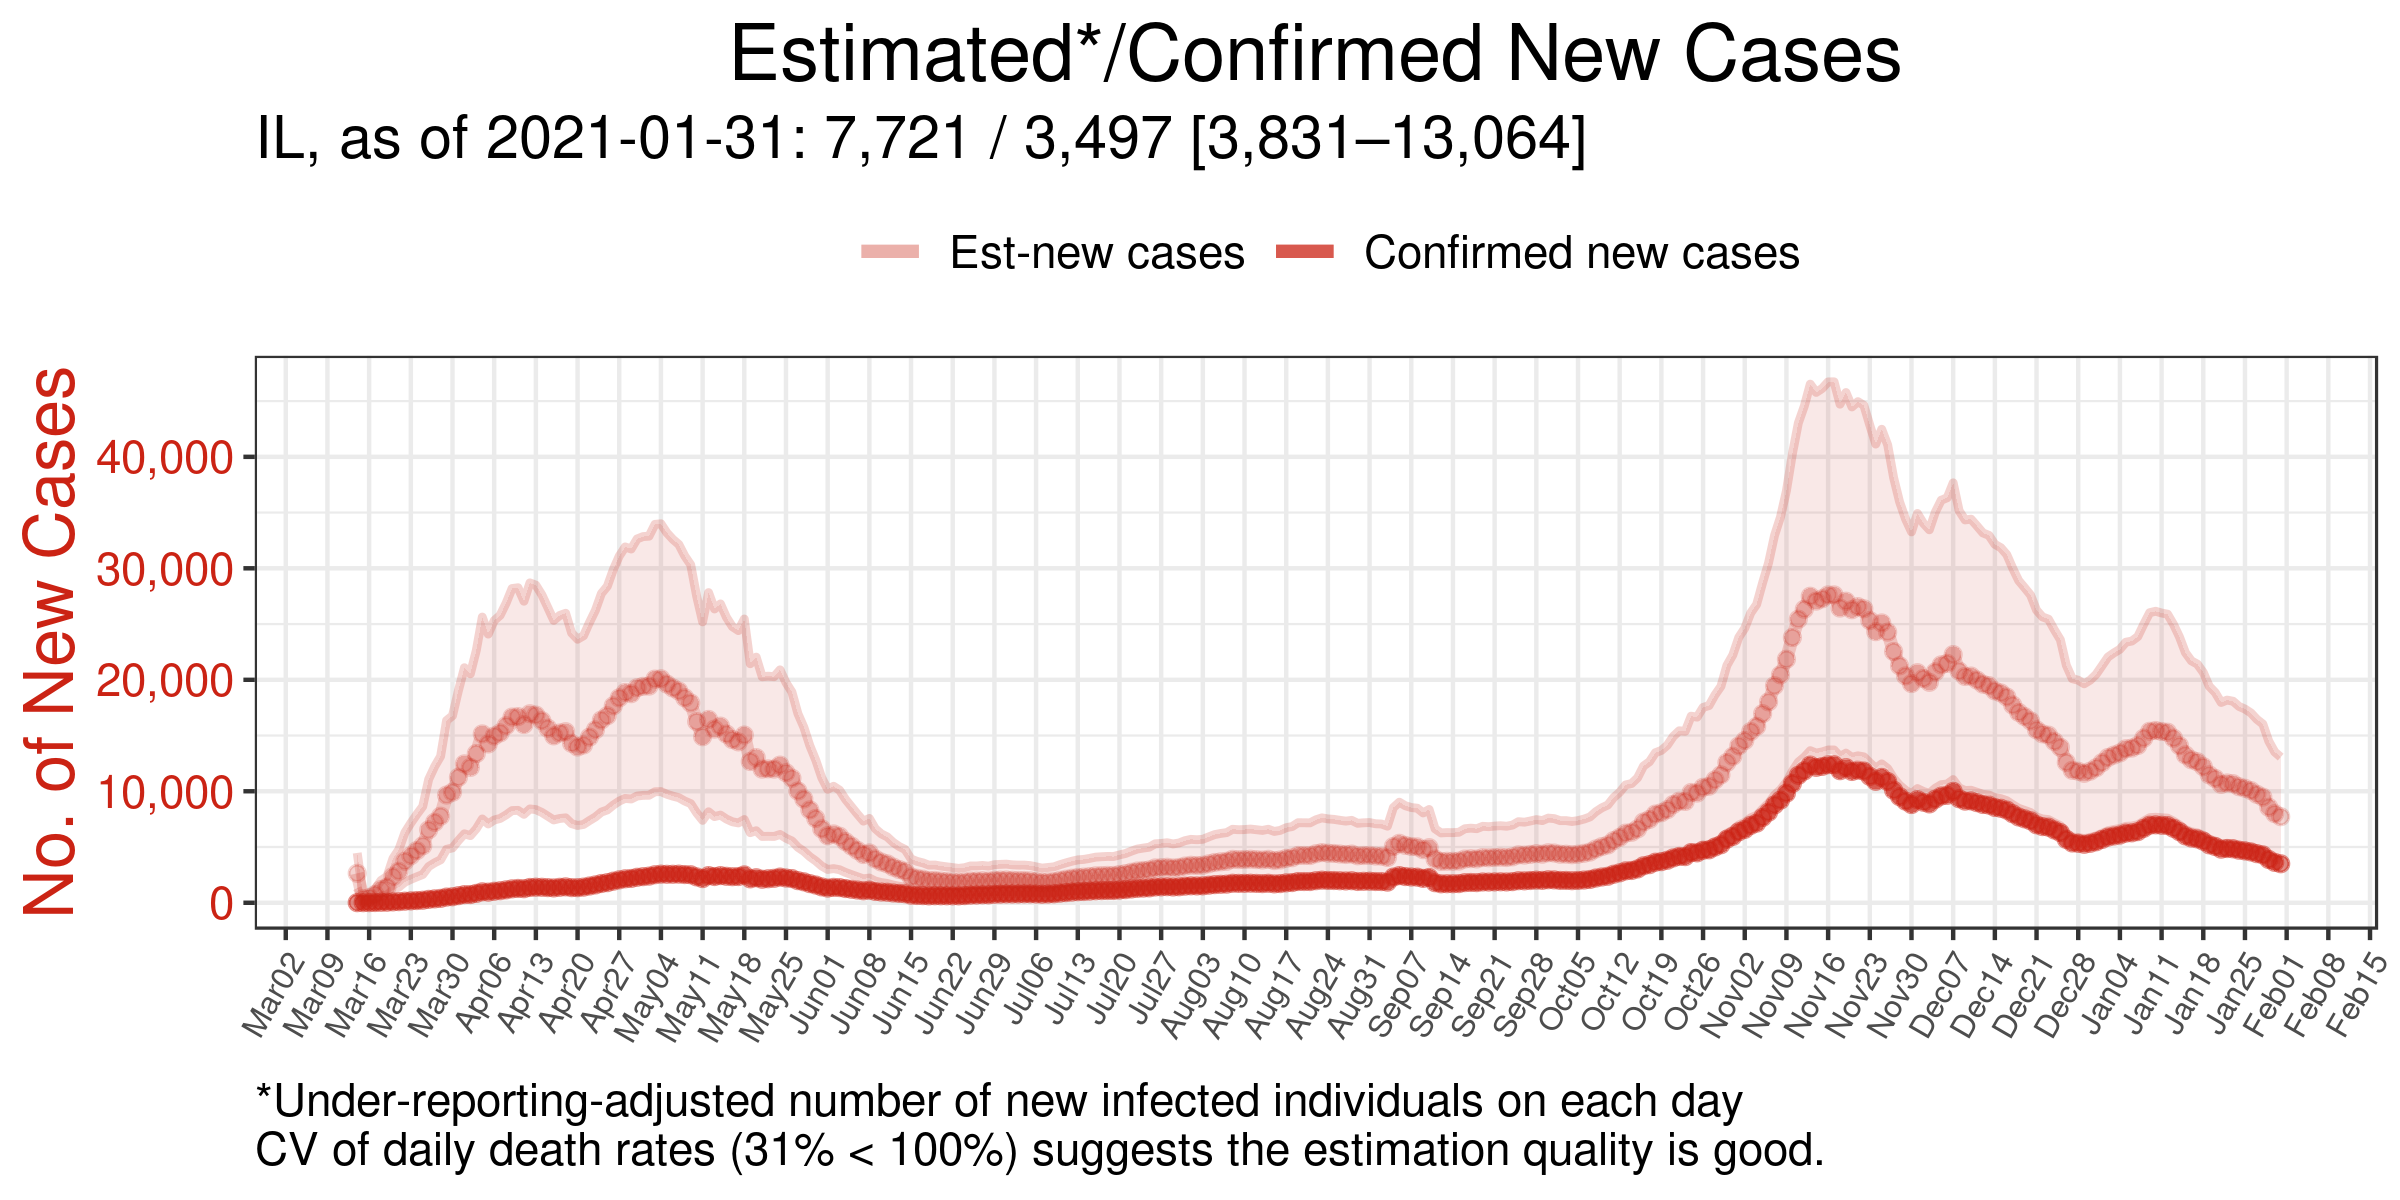 Estimated*/Confirmed New Cases
IL, as of 2021-01-31: 7,721 / 3,497 [3,831–13,064]
Est-new cases
Confirmed new cases
No. of New Cases
40,000
30,000
20,000
10,000
0
Mar02
Mar09
Mar16
Mar23
Mar30
Apr06
Apr13
Apr20
Apr27
May04
May11
May18
May25
Jun01
Jun08
Jun15
Jun22
Jun29
Jul06
Jul13
Jul20
Jul27
Aug03
Aug10
Aug17
Aug24
Aug31
Sep07
Sep14
Sep21
Sep28
Oct05
Oct12
Oct19
Oct26
Nov02
Nov09
Nov16
Nov23
Nov30
Dec07
Dec14
Dec21
Dec28
Jan04
Jan11
Jan18
Jan25
Feb01
Feb08
Feb15
*Under-reporting-adjusted number of new infected individuals on each day
CV of daily death rates (31% < 100%) suggests the estimation quality is good.